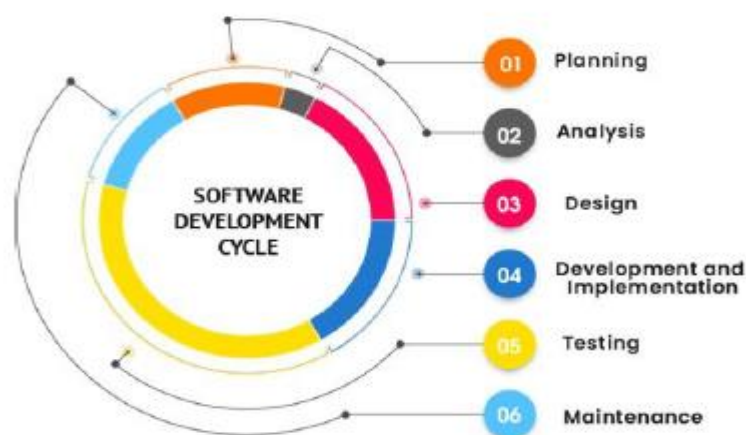 SOFTWARE
DEVELOPMENT
CYCLE
01 Planning
02 Analysis
03 Design
04 Development and
Implementation
05 Testing
06 Maintenance